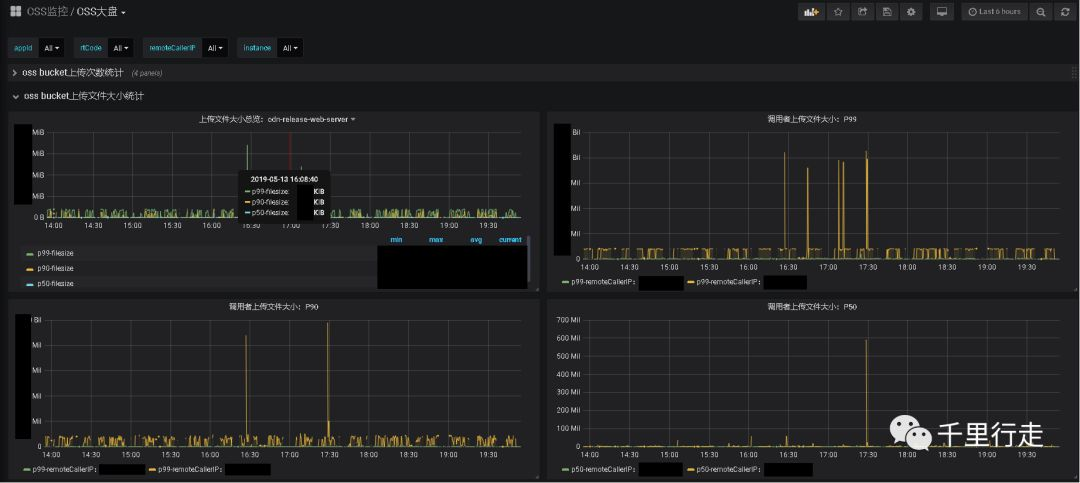 OSS监控 / OSS大盘
Last 6 hours
appid All rtCode All remoteCallerIP All instance All
oss bucket上传次数统计 (4 panels)
oss bucket上传文件大小统计
上传文件大小总览: cdn-release-web-server
MiB
MiB
MiB
MiB
0 B
14:00 14:30 15:00 15:30 16:00 16:30 17:00 17:30 18:00 18:30 19:00 19:30
2019-05-13 16:08:40
p99-filesize: KiB
p90-filesize: KiB
p50-filesize: KiB
min max avg current
p99-filesize
p90-filesize
p50-filesize
调用者上传文件大小: P99
Bil
Bil
Mil
Mil
Mil
0
14:00 14:30 15:00 15:30 16:00 16:30 17:00 17:30 18:00 18:30 19:00 19:30
p99-remoteCallerIP: p99-remoteCallerIP:
调用者上传文件大小: P90
Bil
Mil
Mil
Mil
Mil
0
14:00 14:30 15:00 15:30 16:00 16:30 17:00 17:30 18:00 18:30 19:00 19:30
p99-remoteCallerIP: p99-remoteCallerIP:
调用者上传文件大小: P50
700 Mil
600 Mil
500 Mil
400 Mil
300 Mil
200 Mil
100 Mil
0
14:00 14:30 15:00 15:30 16:00 16:30 17:00 17:30 18:00 18:30 19:00 19:30
p50-remoteCallerIP: p50-remoteCallerIP:
千里行走